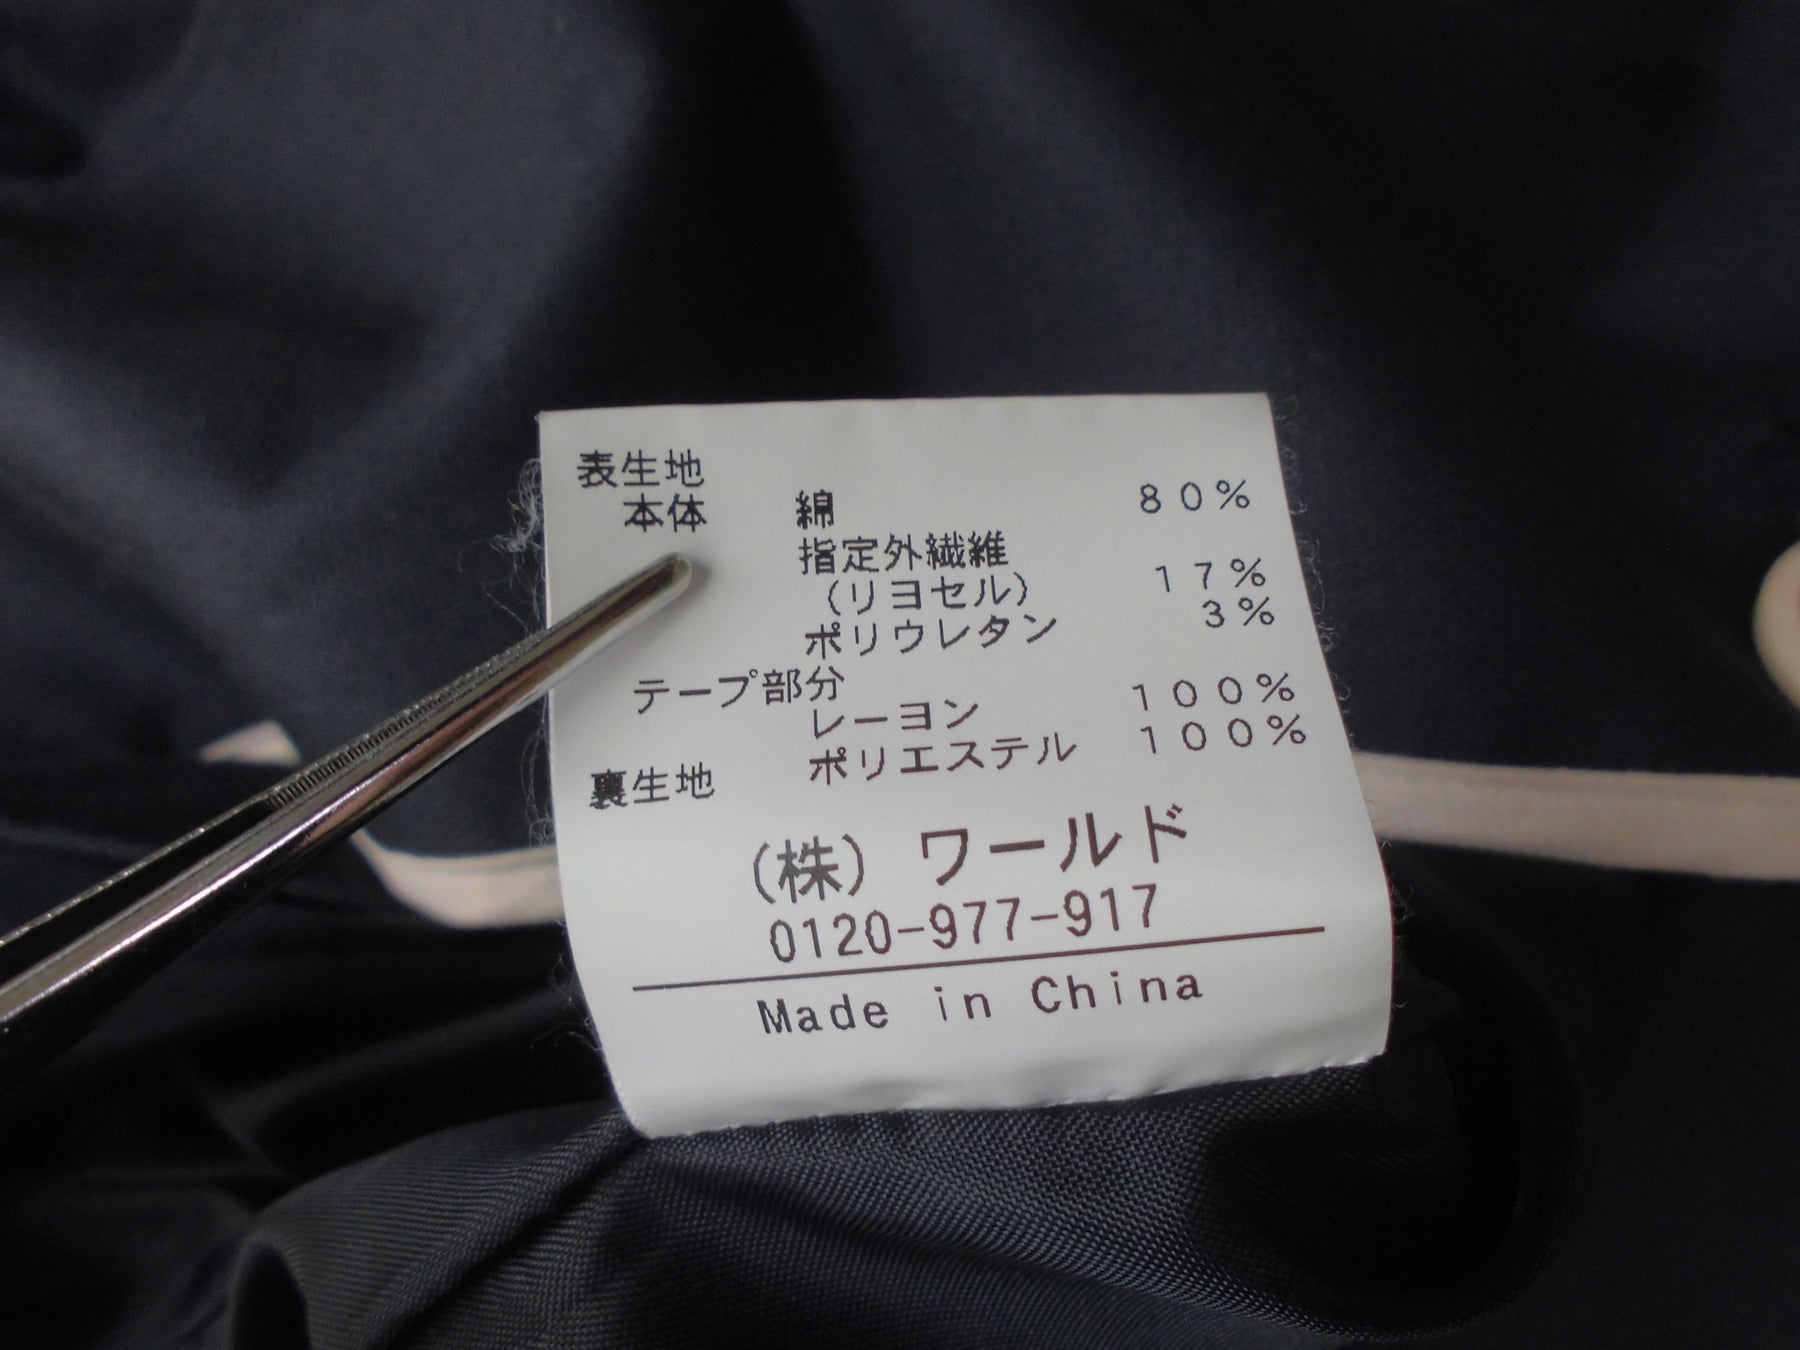 表生地
本体 綿 80%
指定外繊維
(リヨセル) 17%
ポリウレタン 3%
テープ部分
レーヨン 100%
裏生地 ポリエステル 100%
(株) ワールド
0120-977-917
Made in China